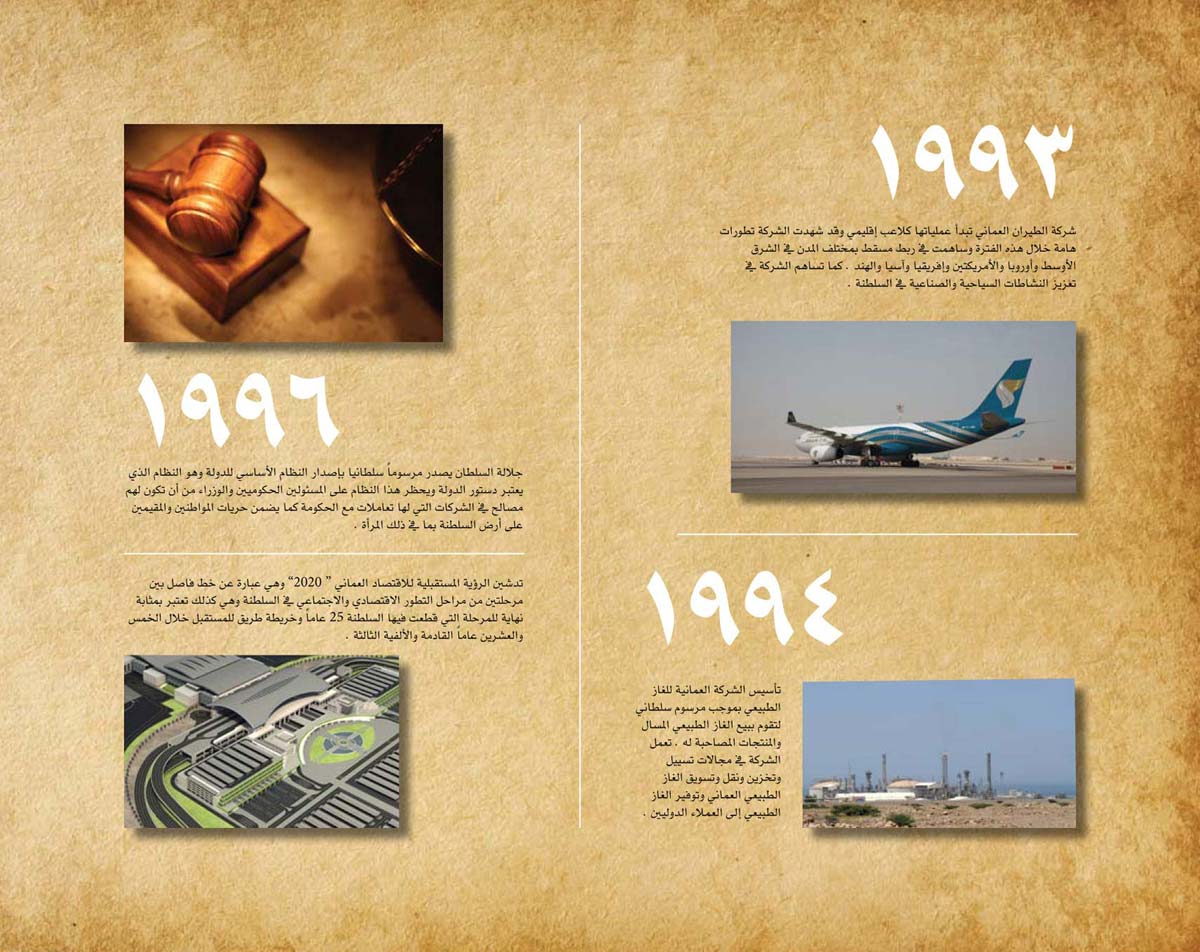 ١٩٩٣
شركة الطيران العماني تبدأ عملياتها كلاعب إقليمي وقد شهدت الشركة تطورات
هامة خلال هذه الفترة وساهمت في ربط مسقط بمختلف المدن في الشرق
الأوسط وأوروبا والأمريكتين وإفريقيا وآسيا والهند . كما تساهم الشركة في
تعزيز النشاطات السياحية والصناعية في السلطنة .
١٩٩٤
تأسيس الشركة العمانية للغاز
الطبيعي بموجب مرسوم سلطاني
لتقوم ببيع الغاز الطبيعي المسال
والمنتجات المصاحبة له . تعمل
الشركة في مجالات تسييل
وتخزين ونقل وتسويق الغاز
الطبيعي العماني وتوفير الغاز
الطبيعي إلى العملاء الدوليين .
١٩٩٦
جلالة السلطان يصدر مرسوماً سلطانيا بإصدار النظام الأساسي للدولة وهو النظام الذي
يعتبر دستور الدولة ويحظر هذا النظام على المسئولين الحكوميين والوزراء من أن تكون لهم
مصالح في الشركات التي لها تعاملات مع الحكومة كما يضمن حريات المواطنين والمقيمين
على أرض السلطنة بما في ذلك المرأة .
تدشين الرؤية المستقبلية للاقتصاد العماني ” 2020“ وهي عبارة عن خط فاصل بين
مرحلتين من مراحل التطور الاقتصادي والاجتماعي في السلطنة وهي كذلك تعتبر بمثابة
نهاية للمرحلة التي قطعت فيها السلطنة 25 عاماً وخريطة طريق للمستقبل خلال الخمس
والعشرين عاماً القادمة والألفية الثالثة .